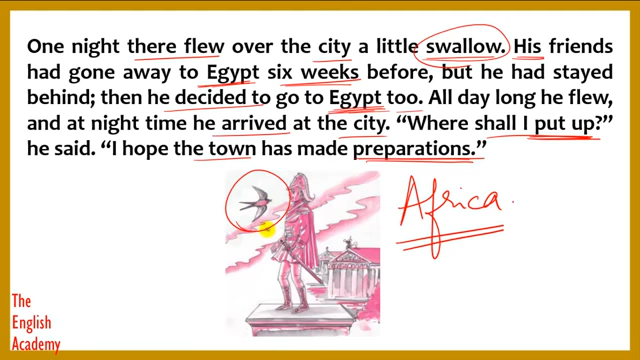 One night there flew over the city a little swallow. His friends
had gone away to Egypt six weeks before, but he had stayed
behind; then he decided to go to Egypt too. All day long he flew,
and at night time he arrived at the city. “Where shall I put up?”
he said. “I hope the town has made preparations.”
Africa.
The
English
Academy